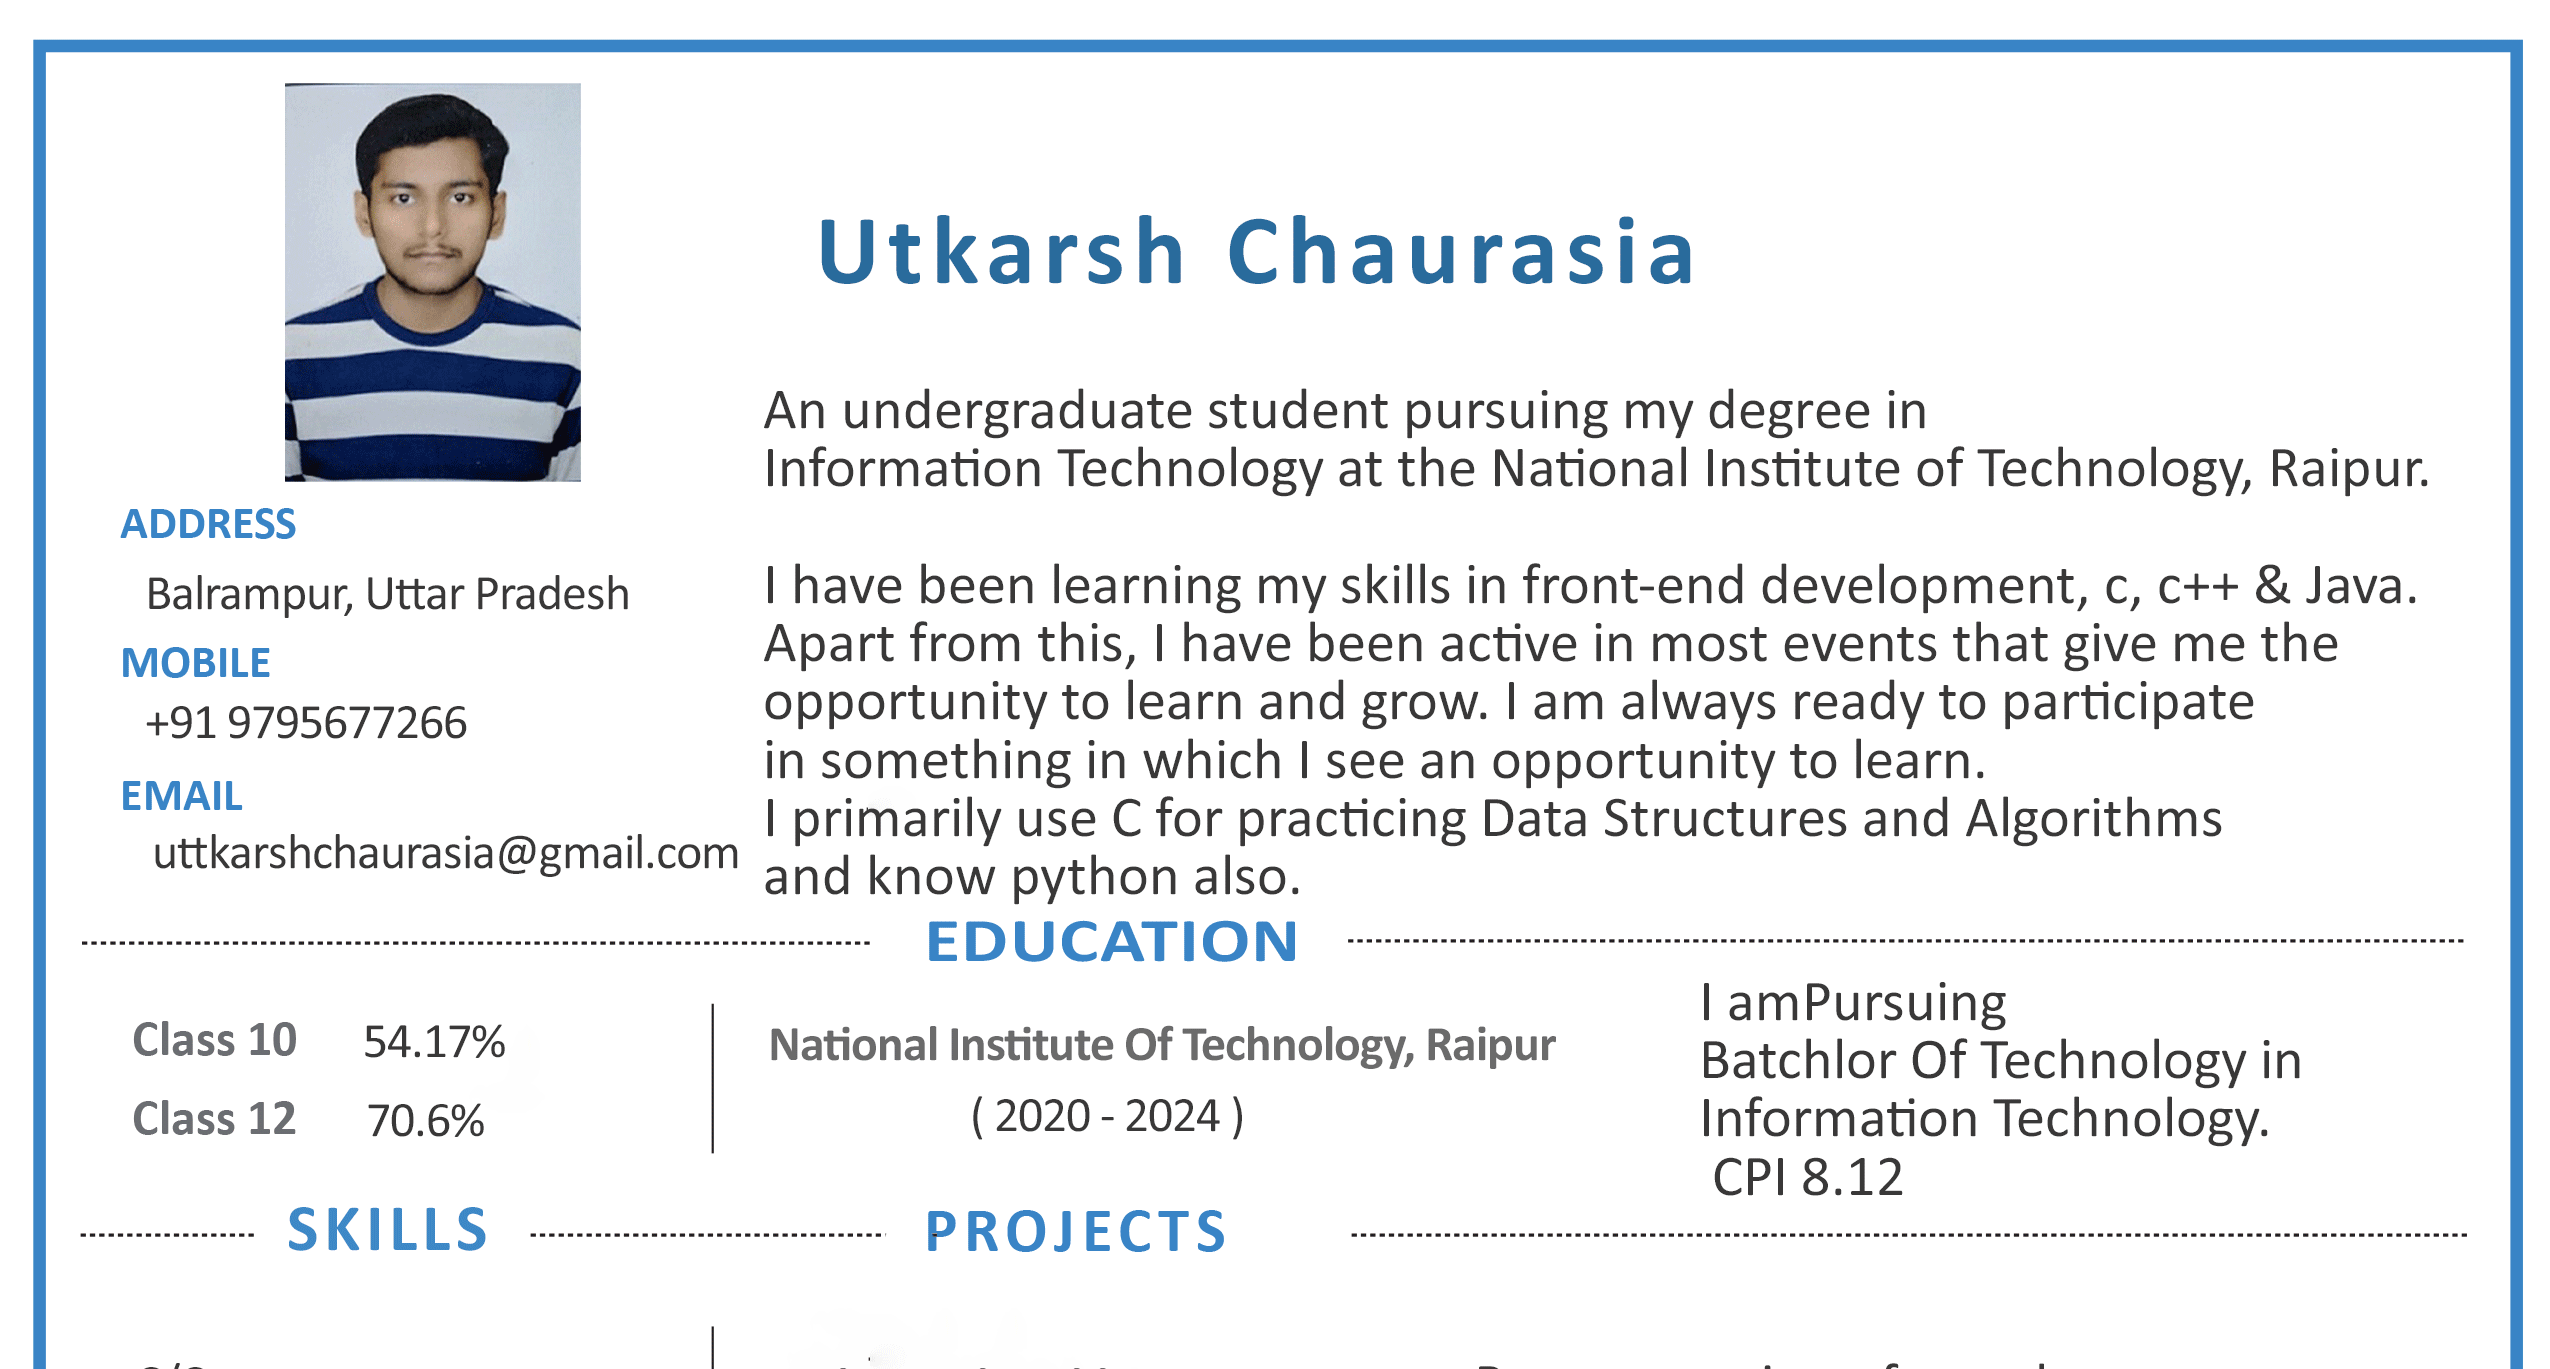 Utkarsh Chaurasia
An undergraduate student pursuing my degree in
Information Technology at the National Institute of Technology, Raipur.
I have been learning my skills in front-end development, c, c++ & Java.
Apart from this, I have been active in most events that give me the
opportunity to learn and grow. I am always ready to participate
in something in which I see an opportunity to learn.
I primarily use C for practicing Data Structures and Algorithms
and know python also.
ADDRESS
Balrampur, Uttar Pradesh
MOBILE
+91 9795677266
EMAIL
uttkarshchaurasia@gmail.com
EDUCATION
Class 10 54.17%
Class 12 70.6%
National Institute Of Technology, Raipur
( 2020 - 2024 )
I amPursuing
Batchlor Of Technology in
Information Technology.
CPI 8.12
SKILLS
PROJECTS